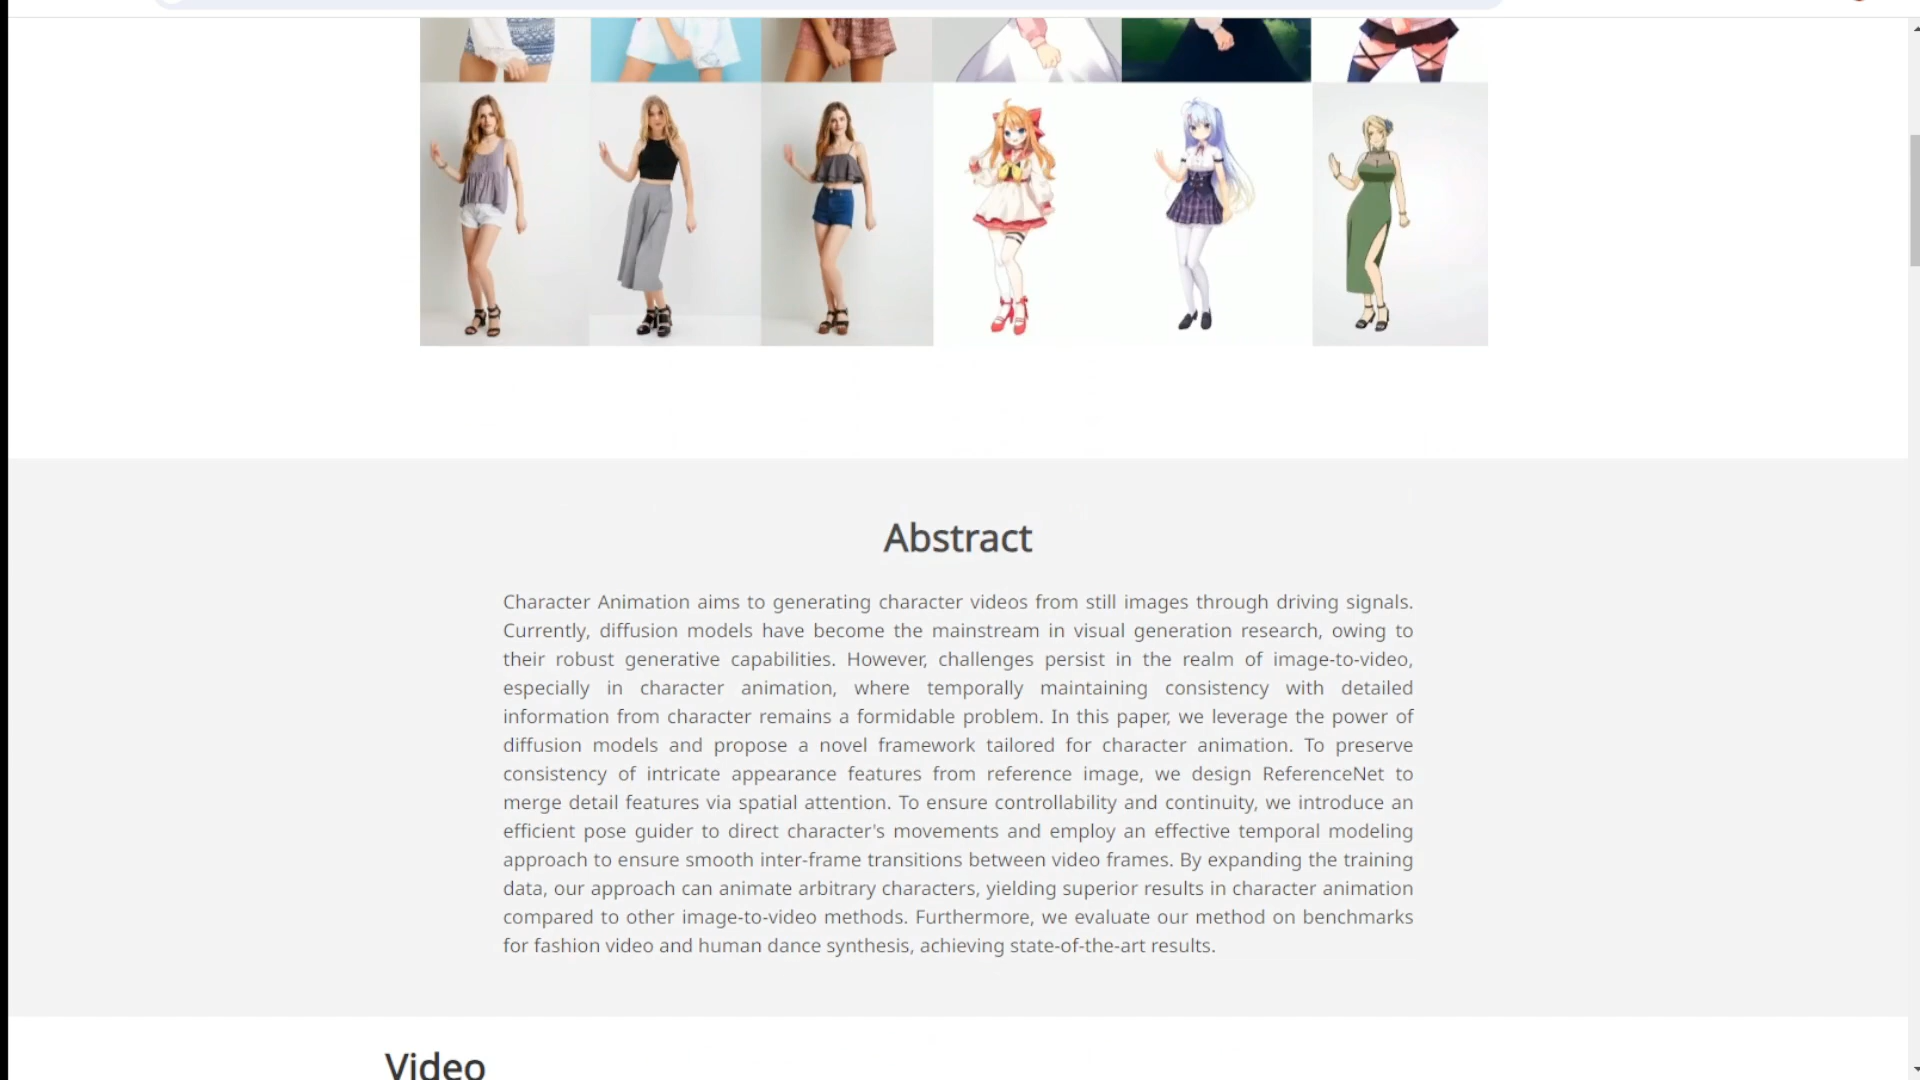 Abstract
Character Animation aims to generating character videos from still images through driving signals.
Currently, diffusion models have become the mainstream in visual generation research, owing to
their robust generative capabilities. However, challenges persist in the realm of image-to-video,
especially in character animation, where temporally maintaining consistency with detailed
information from character remains a formidable problem. In this paper, we leverage the power of
diffusion models and propose a novel framework tailored for character animation. To preserve
consistency of intricate appearance features from reference image, we design ReferenceNet to
merge detail features via spatial attention. To ensure controllability and continuity, we introduce an
efficient pose guider to direct character's movements and employ an effective temporal modeling
approach to ensure smooth inter-frame transitions between video frames. By expanding the training
data, our approach can animate arbitrary characters, yielding superior results in character animation
compared to other image-to-video methods. Furthermore, we evaluate our method on benchmarks
for fashion video and human dance synthesis, achieving state-of-the-art results.
Video